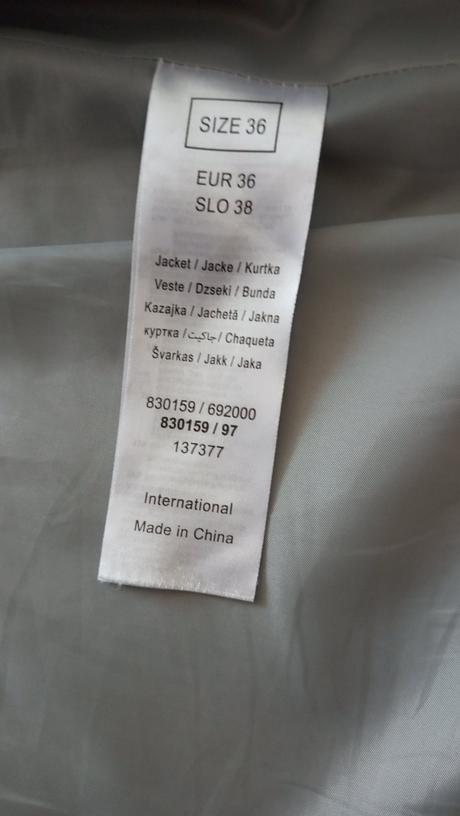 SIZE 36
EUR 36
SLO 38
Jacket / Jacke / Kurtka
Veste / Dzseki / Bunda
Kazajka / Jachetă / Jakna
куртка / جاكيت / Chaqueta
Švarkas / Jakk / Jaka
830159 / 692000
830159 / 97
137377
International
Made in China